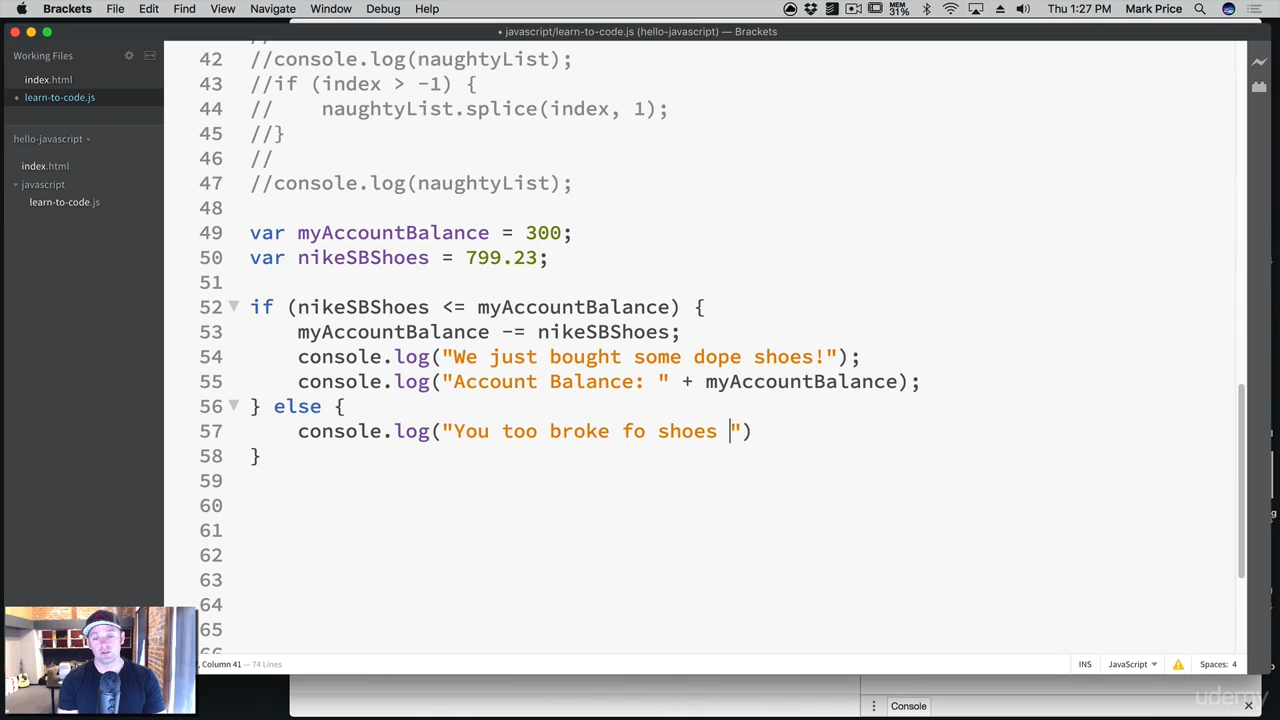 Brackets File Edit Find View Navigate Window Debug Help MEM 31% Thu 1:27 PM Mark Price
• javascript/learn-to-code.js (hello-javascript) — Brackets
Working Files
index.html
• learn-to-code.js
hello-javascript
index.html
javascript
learn-to-code.js
42 //console.log(naughtyList);
43 //if (index > -1) {
44 //    naughtyList.splice(index, 1);
45 //}
46 //
47 //console.log(naughtyList);
48
49 var myAccountBalance = 300;
50 var nikeSBShoes = 799.23;
51
52 if (nikeSBShoes <= myAccountBalance) {
53     myAccountBalance -= nikeSBShoes;
54     console.log("We just bought some dope shoes!");
55     console.log("Account Balance: " + myAccountBalance);
56 } else {
57     console.log("You too broke fo shoes ")
58 }
59
60
61
62
63
64
65
, Column 41 — 74 Lines INS JavaScript Spaces: 4
udemy
Console